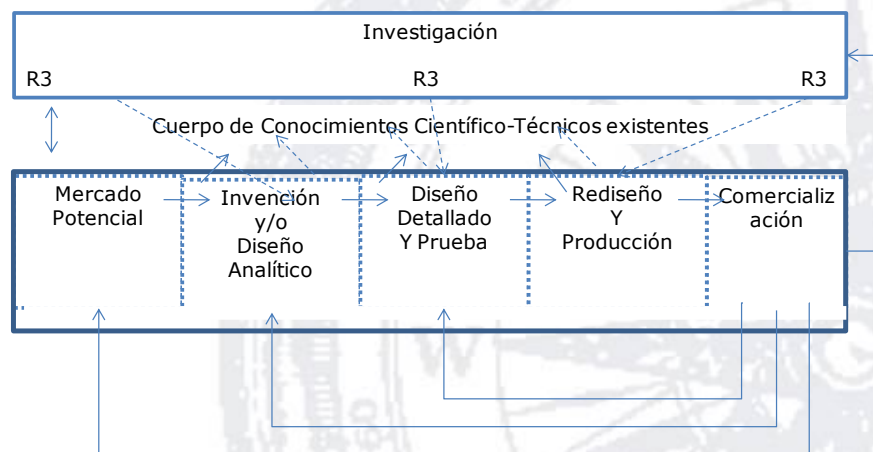 Investigación
R3 R3 R3
Cuerpo de Conocimientos Científico-Técnicos existentes
Mercado
Potencial
Invención
y/o
Diseño
Analítico
Diseño
Detallado
Y Prueba
Rediseño
Y
Producción
Comercializ
ación